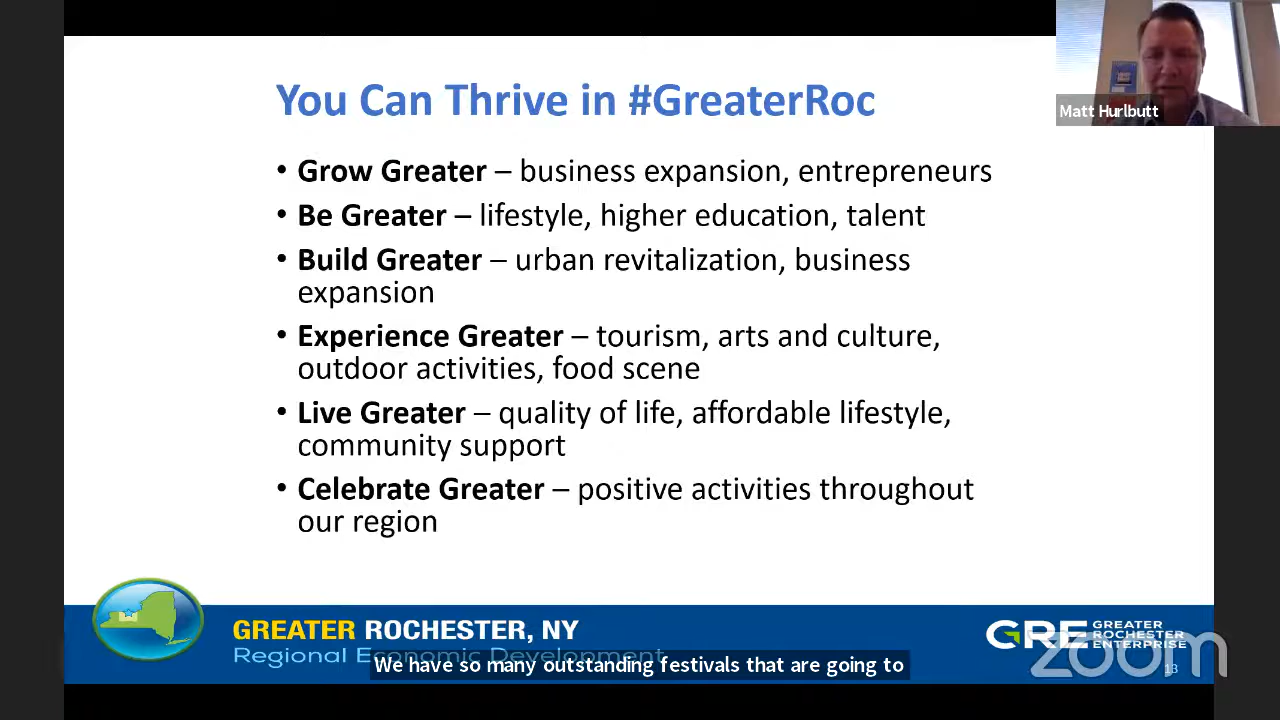 You Can Thrive in #GreaterRoc
Matt Hurlbutt
• Grow Greater – business expansion, entrepreneurs
• Be Greater – lifestyle, higher education, talent
• Build Greater – urban revitalization, business
expansion
• Experience Greater – tourism, arts and culture,
outdoor activities, food scene
• Live Greater – quality of life, affordable lifestyle,
community support
• Celebrate Greater – positive activities throughout
our region
GREATER ROCHESTER, NY
Regional Economic Development
GRE GREATER
ROCHESTER
ENTERPRISE
zoom
13
We have so many outstanding festivals that are going to